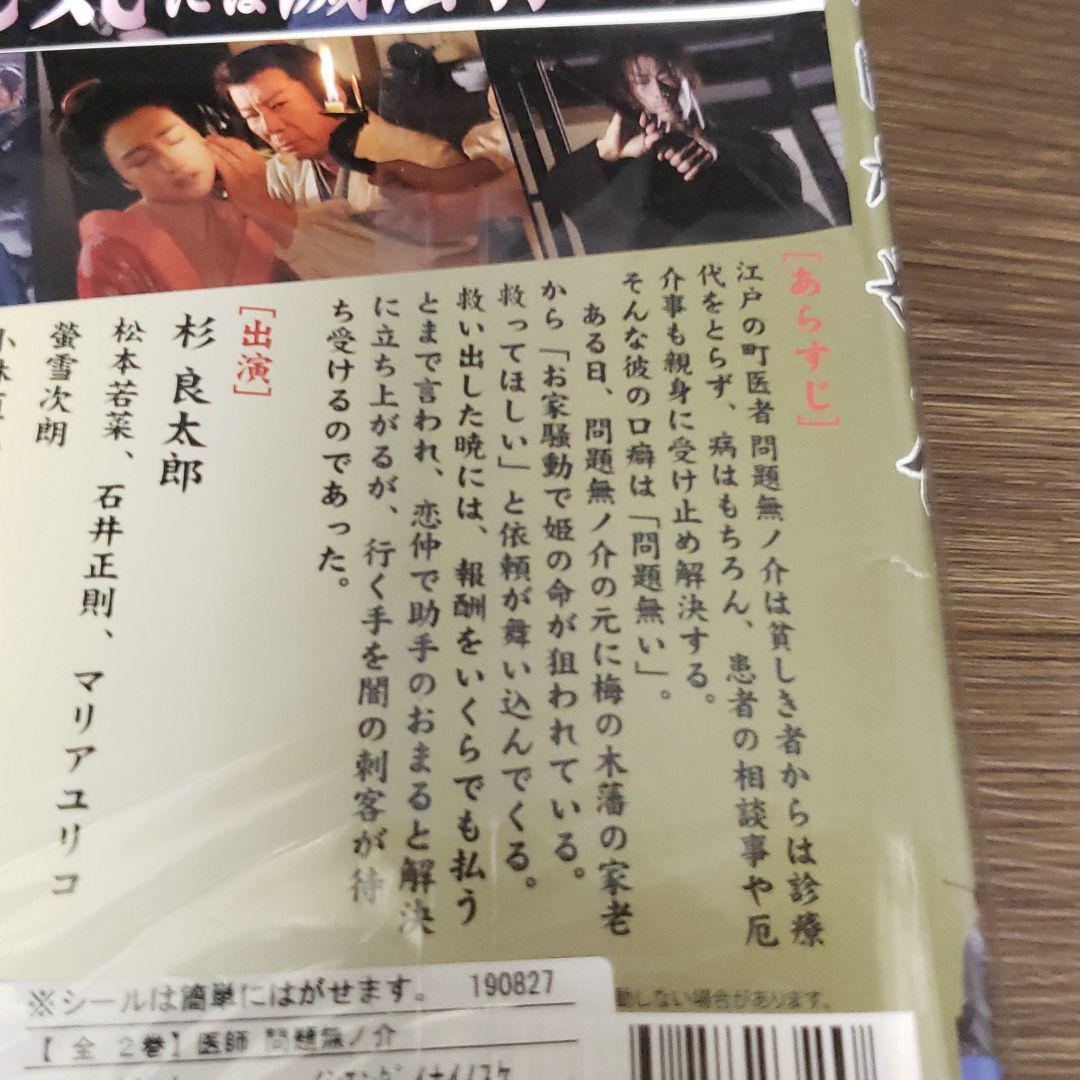 [あらすじ]
江戸の町医者 問題無ノ介は貧しき者からは診療
代をとらず、病はもちろん、患者の相談事や厄
介事も親身に受け止め解決する。
そんな彼の口癖は「問題無い」。
ある日、問題無ノ介の元に梅の木藩の家老
から「お家騒動で姫の命が狙われている。
救ってほしい」と依頼が舞い込んでくる。
救い出した暁には、報酬をいくらでも払う
とまで言われ、恋仲で助手のおまると解決
に立ち上がるが、行く手を闇の刺客が待
ち受けるのであった。
[出演]
杉 良太郎
松本若菜、石井正則、マリアユリコ
螢雪次朗
動しない場合があります。
※シールは簡単にはがせます。 190827
【 全 2巻】医師 問題無ノ介